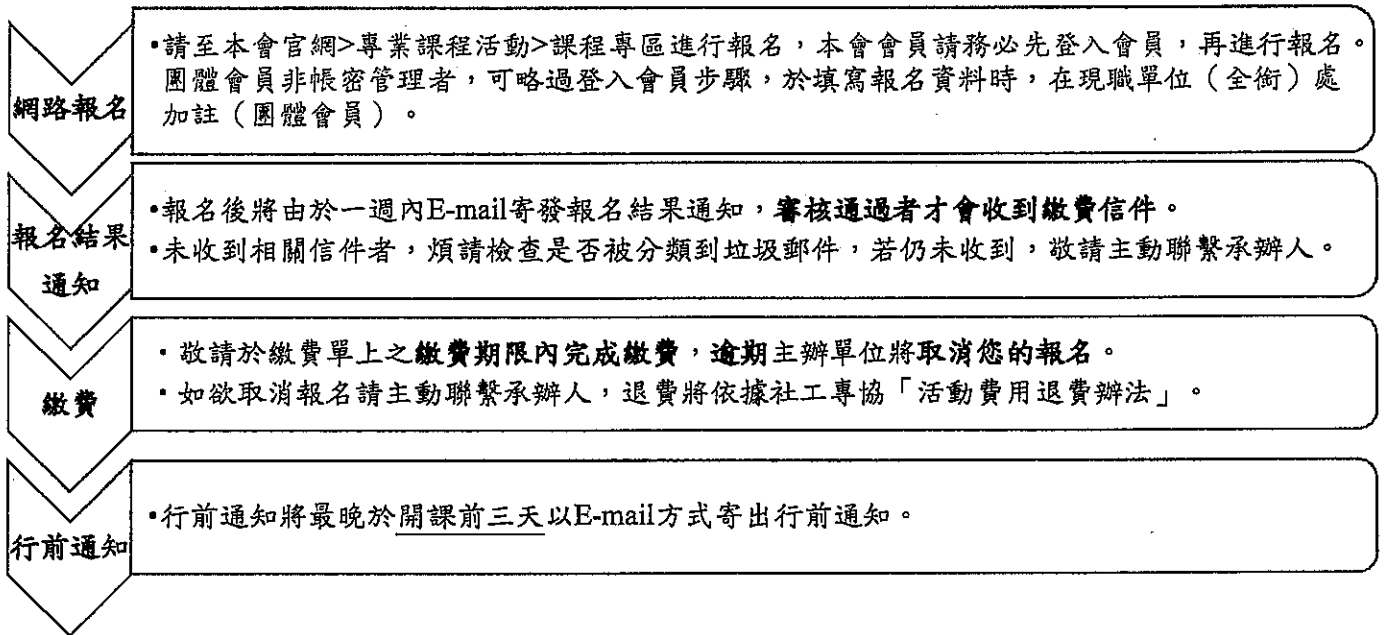 網路報名
•請至本會官網>專業課程活動>課程專區進行報名，本會會員請務必先登入會員，再進行報名。
團體會員非帳密管理者，可略過登入會員步驟，於填寫報名資料時，在現職單位（全銜）處
加註（團體會員）。
報名結果
通知
•報名後將由於一週內E-mail寄發報名結果通知，審核通過者才會收到繳費信件。
•未收到相關信件者，煩請檢查是否被分類到垃圾郵件，若仍未收到，敬請主動聯繫承辦人。
繳費
•敬請於繳費單上之繳費期限內完成繳費，逾期主辦單位將取消您的報名。
•如欲取消報名請主動聯繫承辦人，退費將依據社工專協「活動費用退費辦法」。
行前通知
•行前通知將最晚於開課前三天以E-mail方式寄出行前通知。